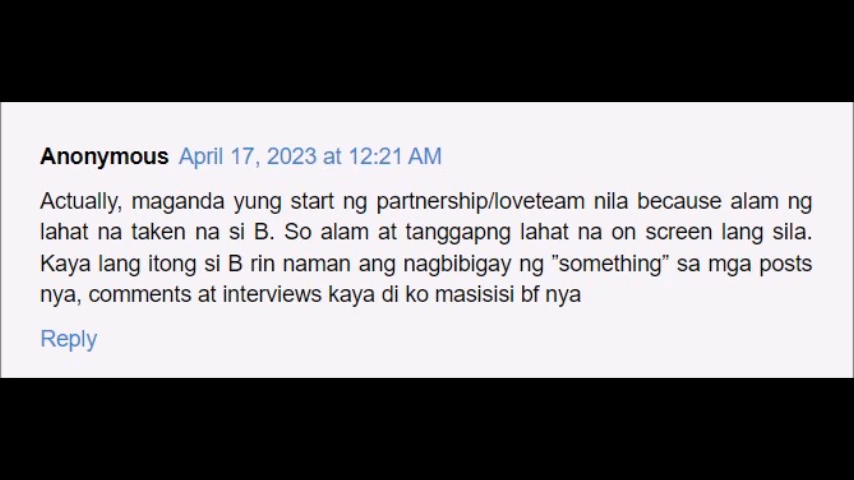 Anonymous April 17, 2023 at 12:21 AM
Actually, maganda yung start ng partnership/loveteam nila because alam ng
lahat na taken na si B. So alam at tanggapng lahat na on screen lang sila.
Kaya lang itong si B rin naman ang nagbibigay ng ”something” sa mga posts
nya, comments at interviews kaya di ko masisisi bf nya
Reply